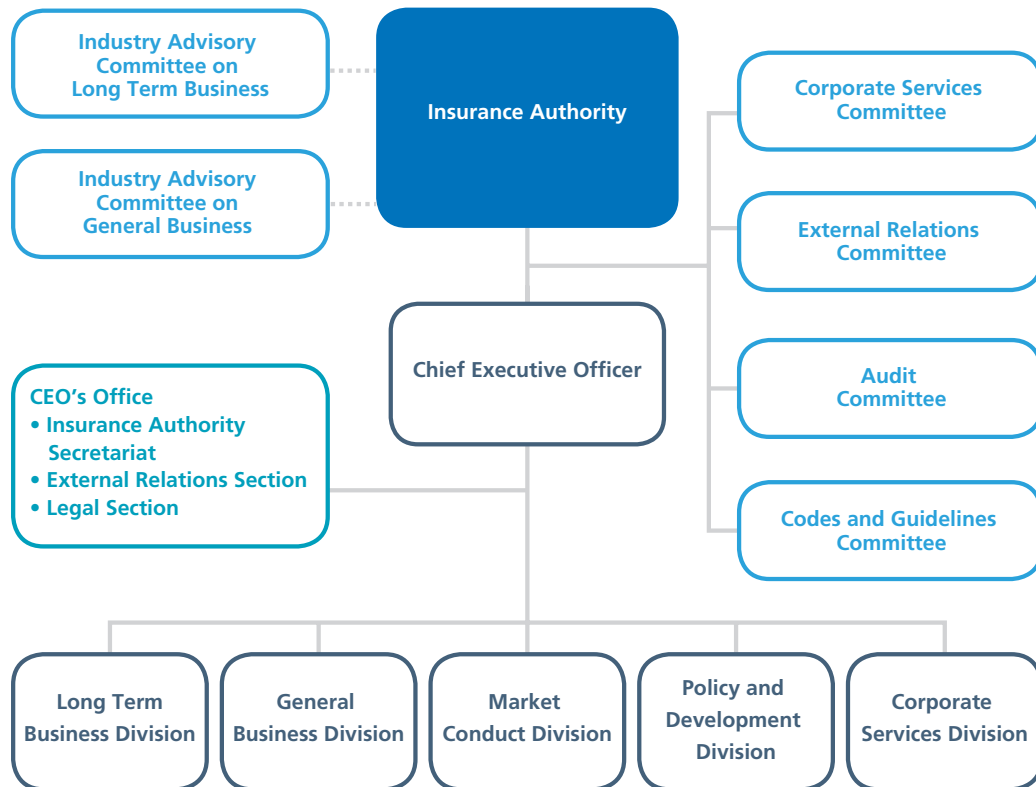 Industry Advisory
Committee on
Long Term Business
Insurance Authority
Corporate Services
Committee
Industry Advisory
Committee on
General Business
External Relations
Committee
Chief Executive Officer
Audit
Committee
CEO’s Office
• Insurance Authority
Secretariat
• External Relations Section
• Legal Section
Codes and Guidelines
Committee
Long Term
Business Division
General
Business Division
Market
Conduct Division
Policy and
Development
Division
Corporate
Services Division